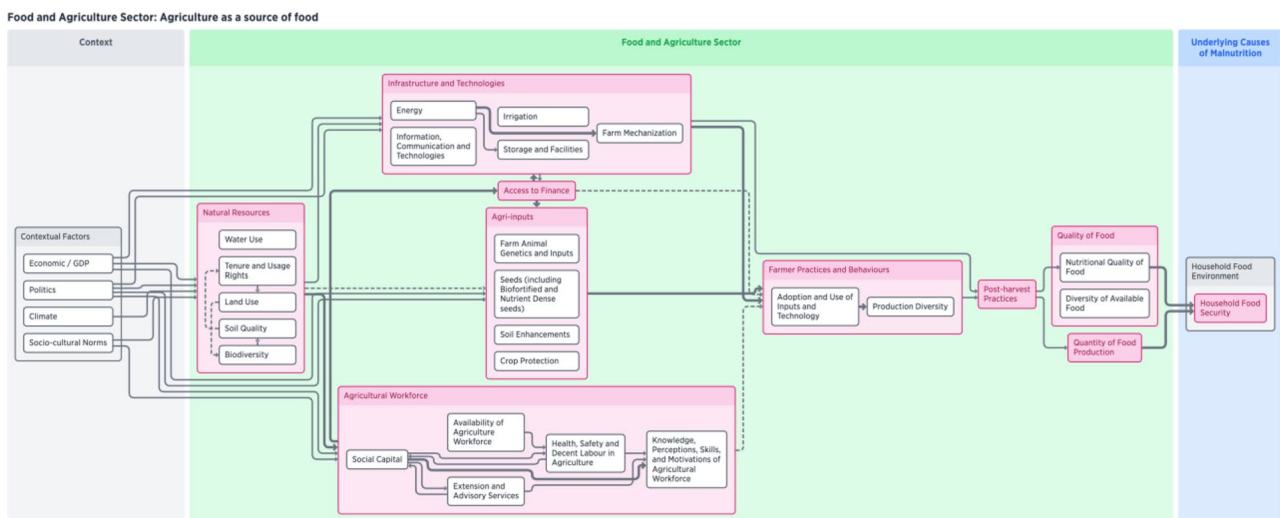 Food and Agriculture Sector: Agriculture as a source of food
Context
Food and Agriculture Sector
Underlying Causes
of Malnutrition
Contextual Factors
Economic / GDP
Politics
Climate
Socio-cultural Norms
Natural Resources
Water Use
Tenure and Usage
Rights
Land Use
Soil Quality
Biodiversity
Infrastructure and Technologies
Energy
Information,
Communication and
Technologies
Irrigation
Storage and Facilities
Farm Mechanization
Access to Finance
Agri-inputs
Farm Animal
Genetics and Inputs
Seeds (including
Biofortified and
Nutrient Dense
seeds)
Soil Enhancements
Crop Protection
Agricultural Workforce
Social Capital
Availability of
Agriculture
Workforce
Extension and
Advisory Services
Health, Safety and
Decent Labour in
Agriculture
Knowledge,
Perceptions, Skills,
and Motivations of
Agricultural
Workforce
Farmer Practices and Behaviours
Adoption and Use of
Inputs and
Technology
Production Diversity
Post-harvest
Practices
Quality of Food
Nutritional Quality of
Food
Diversity of Available
Food
Quantity of Food
Production
Household Food
Environment
Household Food
Security